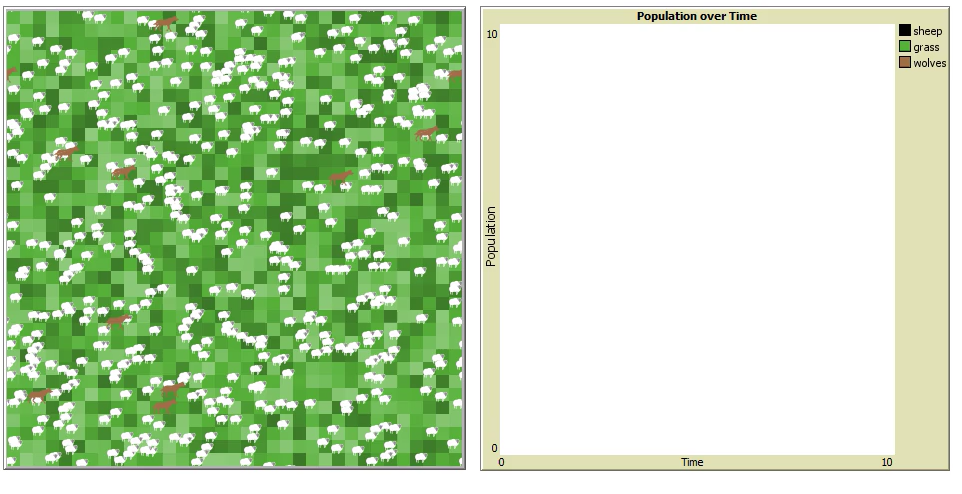 Population over Time
10
sheep
grass
wolves
Population
0
0
Time
10